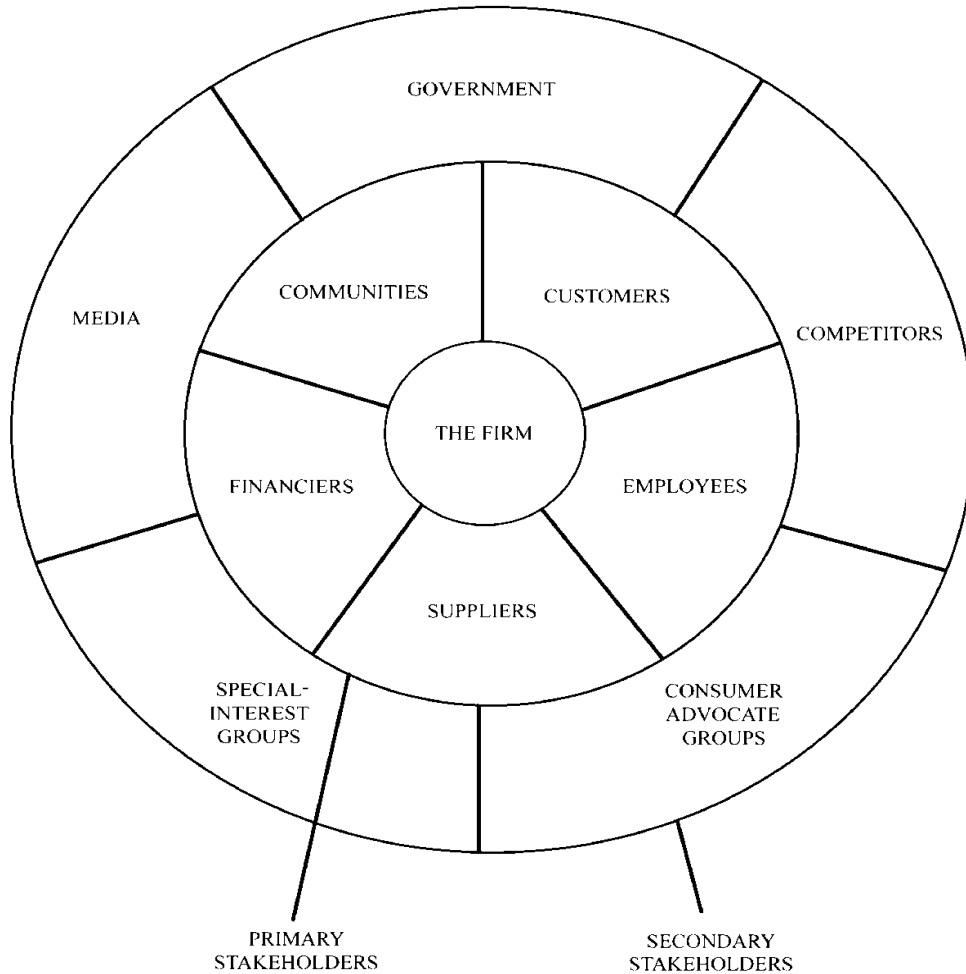 GOVERNMENT
COMMUNITIES
CUSTOMERS
MEDIA
COMPETITORS
THE FIRM
FINANCIERS
EMPLOYEES
SUPPLIERS
SPECIAL-
INTEREST
GROUPS
CONSUMER
ADVOCATE
GROUPS
PRIMARY
STAKEHOLDERS
SECONDARY
STAKEHOLDERS